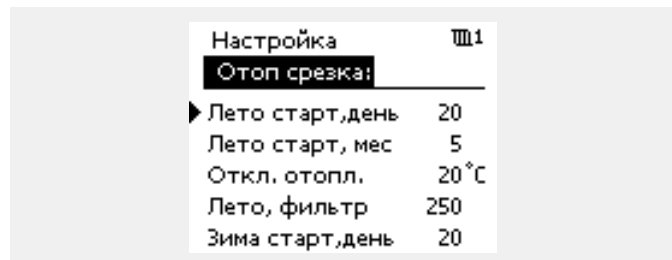 Настройка 1
Отоп срезка:
Лето старт,день 20
Лето старт, мес 5
Откл. отопл. 20°C
Лето, фильтр 250
Зима старт,день 20